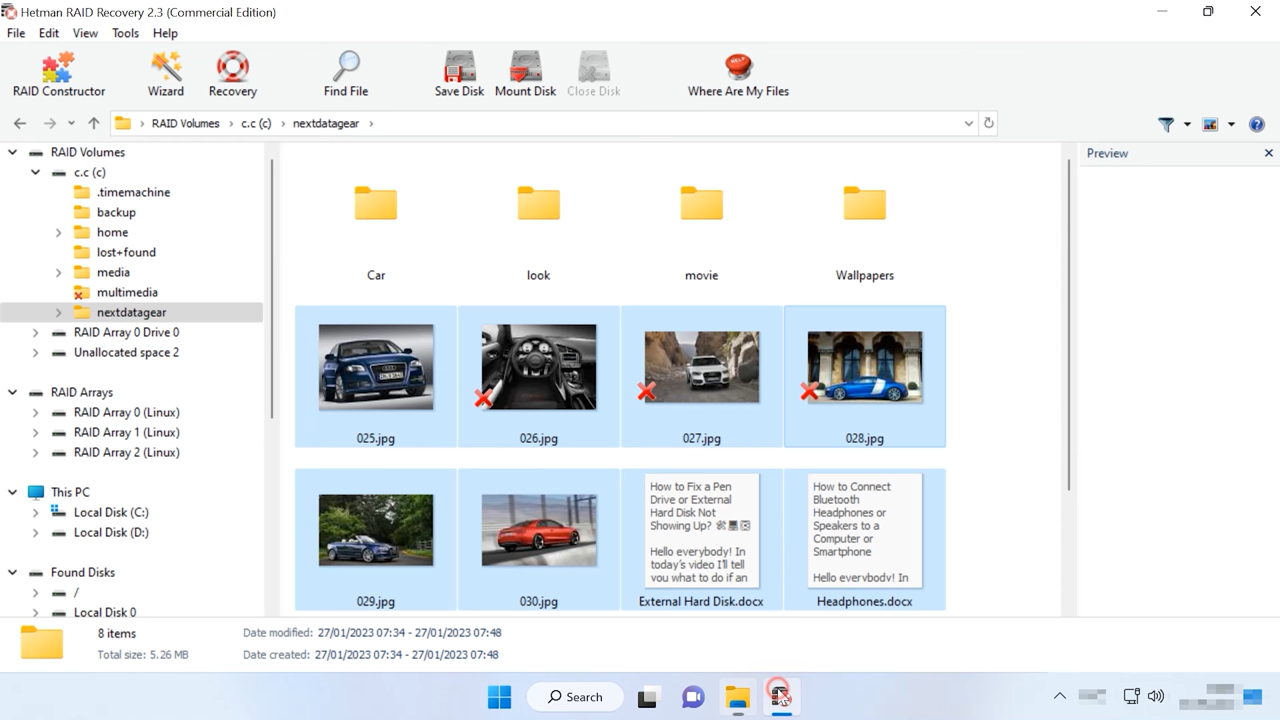 Hetman RAID Recovery 2.3 (Commercial Edition)
File Edit View Tools Help
RAID Constructor Wizard Recovery Find File Save Disk Mount Disk Close Disk Where Are My Files
RAID Volumes > c.c (c) > nextdatagear >
RAID Volumes
c.c (c)
.timemachine
backup
home
lost+found
media
multimedia
nextdatagear
RAID Array 0 Drive 0
Unallocated space 2
RAID Arrays
RAID Array 0 (Linux)
RAID Array 1 (Linux)
RAID Array 2 (Linux)
This PC
Local Disk (C:)
Local Disk (D:)
Found Disks
/
Local Disk 0
Car look movie Wallpapers
025.jpg 026.jpg 027.jpg 028.jpg
How to Fix a Pen
Drive or External
Hard Disk Not
Showing Up?
Hello everybody! In
today's video I'll tell
you what to do if an
How to Connect
Bluetooth
Headphones or
Speakers to a
Computer or
Smartphone
Hello everybody! In
029.jpg 030.jpg External Hard Disk.docx Headphones.docx
Preview
8 items
Total size: 5.26 MB
Date modified: 27/01/2023 07:34 - 27/01/2023 07:48
Date created: 27/01/2023 07:34 - 27/01/2023 07:48
Search